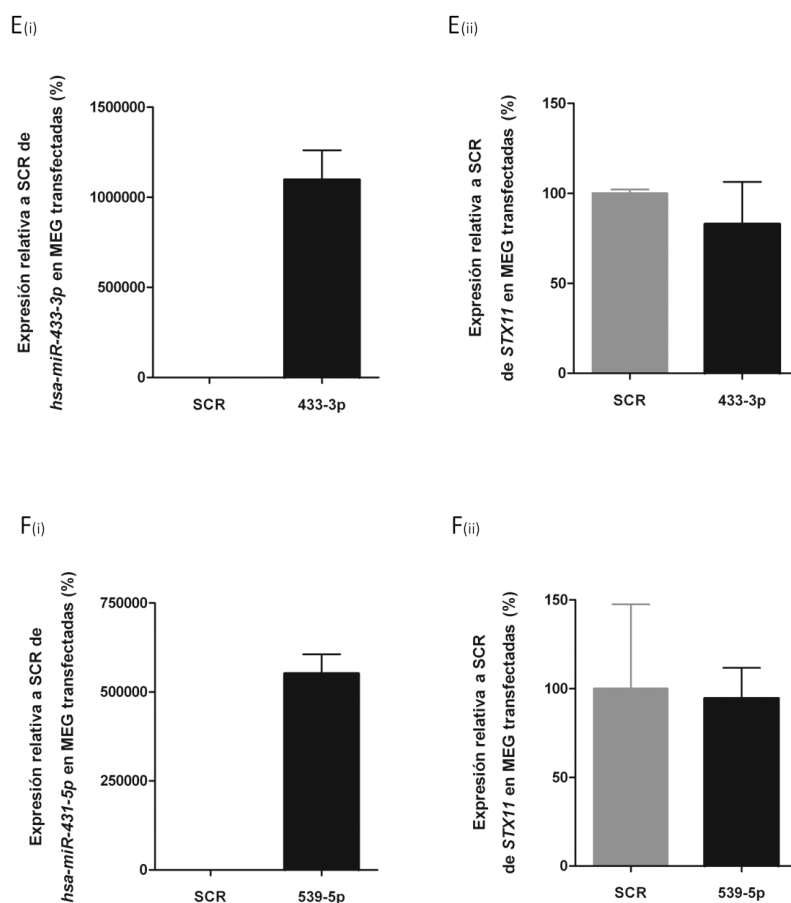 E(i)
Expresión relativa a SCR de
hsa-miR-433-3p en MEG transfectadas (%)
1500000
1000000
500000
0
SCR
433-3p
E(ii)
Expresión relativa a SCR
de STX11 en MEG transfectadas (%)
150
100
50
0
SCR
433-3p
F(i)
Expresión relativa a SCR de
hsa-miR-431-5p en MEG transfectadas (%)
750000
500000
250000
0
SCR
539-5p
F(ii)
Expresión relativa a SCR
de STX11 en MEG transfectadas (%)
150
100
50
0
SCR
539-5p